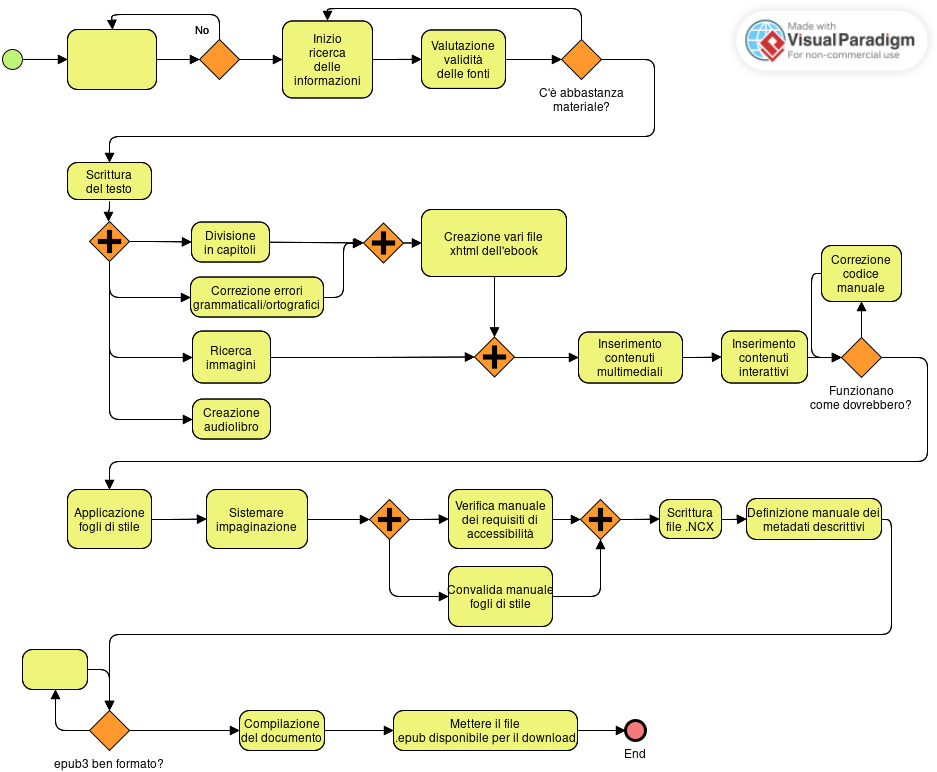 Made with
VisualParadigm
For non-commercial use
No
Inizio
ricerca
delle
informazioni
Valutazione
validità
delle fonti
C'è abbastanza
materiale?
Scrittura
del testo
Divisione
in capitoli
Creazione vari file
xhtml dell'ebook
Correzione
codice
manuale
Correzione errori
grammaticali/ortografici
Ricerca
immagini
Inserimento
contenuti
multimediali
Inserimento
contenuti
interattivi
Funzionano
come dovrebbero?
Creazione
audiolibro
Applicazione
fogli di stile
Sistemare
impaginazione
Verifica manuale
dei requisiti di
accessibilità
Scrittura
file .NCX
Definizione manuale dei
metadati descrittivi
Convalida manuale
fogli di stile
epub3 ben formato?
Compilazione
del documento
Mettere il file
.epub disponibile per il download
End